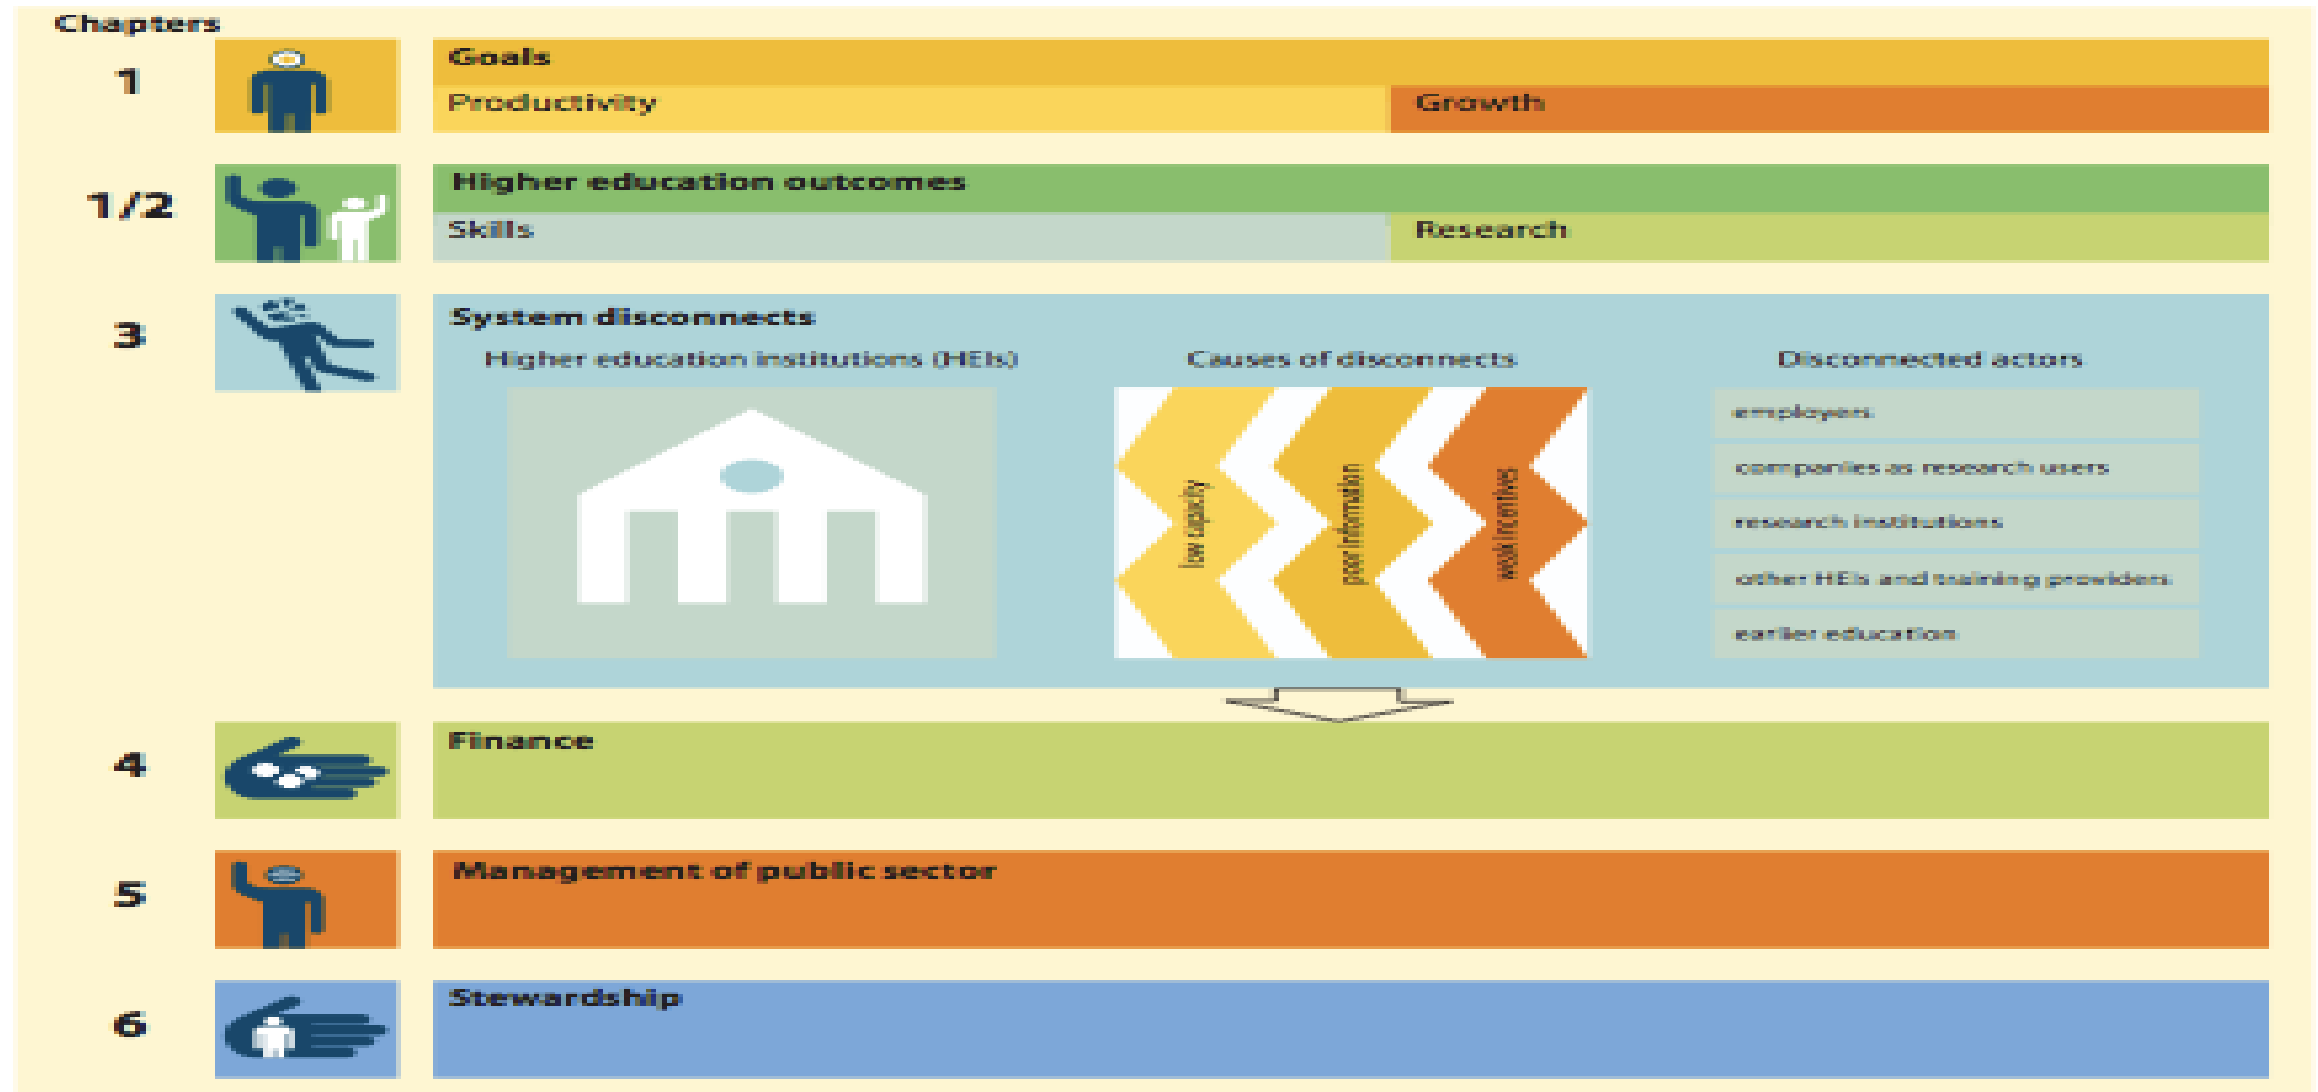 Chapters
1
Goals
Productivity
Growth
1/2
Higher education outcomes
Skills
Research
3
System disconnects
Higher education institutions (HEIs)
Causes of disconnects
Disconnected actors
low capacity
poor information
weak incentives
employers
companies as research users
research institutions
other HEIs and training providers
earlier education
4
Finance
5
Management of public sector
6
Stewardship